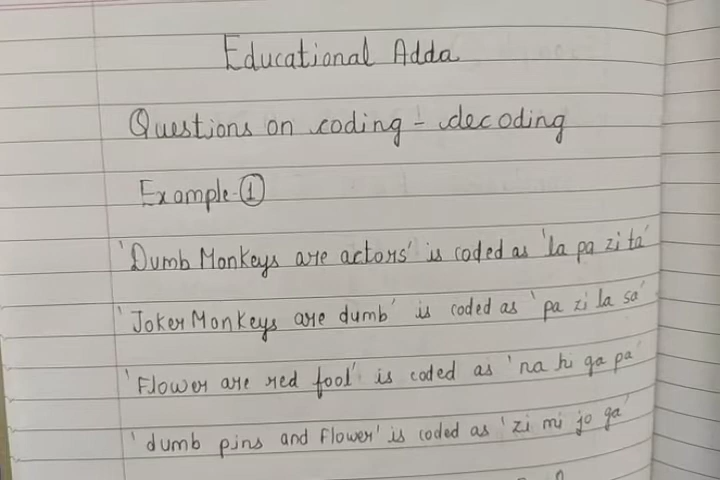 Educational Adda
Questions on coding - decoding
Example-①
'Dumb Monkeys are actors' is coded as 'la pa zi ta'
'Joker Monkeys are dumb' is coded as 'pa zi la sa'
'Flower are red fool' is coded as 'na hi ga pa'
'dumb pins and Flower' is coded as 'zi mi jo ga'